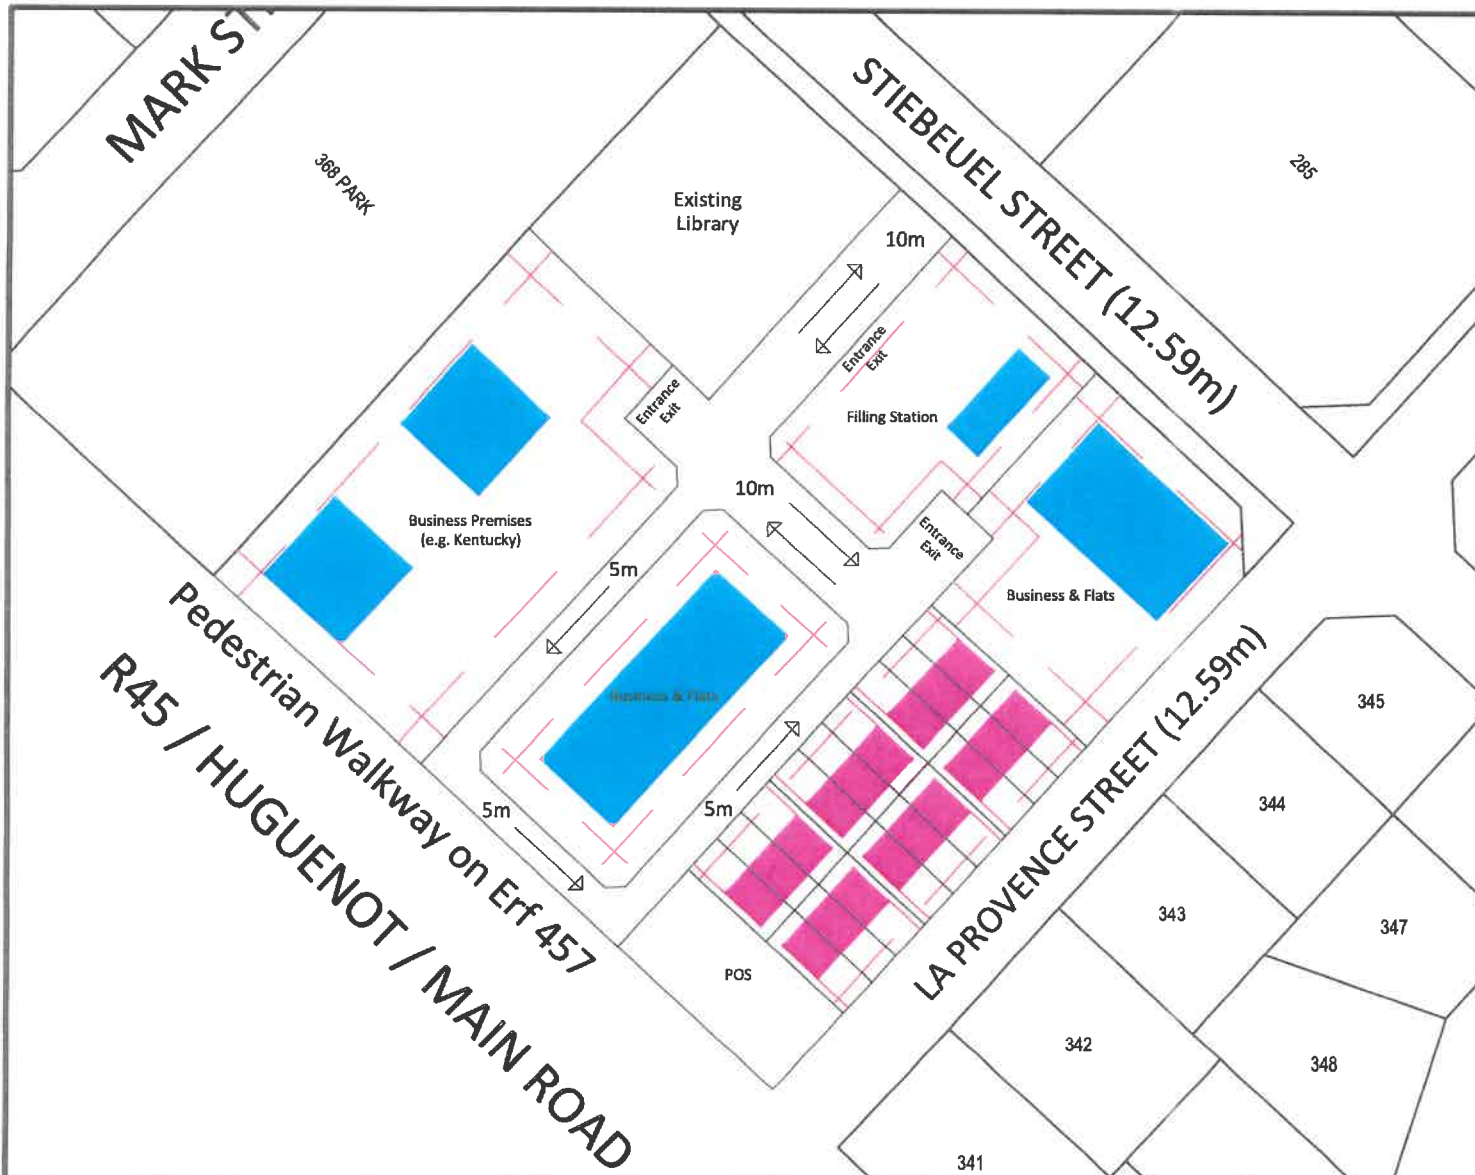 MARK ST
368 PARK
Existing
Library
STIEBEUEL STREET (12.59m)
285
10m
Entrance
Exit
Filling Station
Entrance
Exit
10m
Business Premises
(e.g. Kentucky)
Entrance
Exit
5m
Business & Flats
Business & Flats
5m
5m
Pedestrian Walkway on Erf 457
R45 / HUGUENOT / MAIN ROAD
POS
LA PROVENCE STREET (12.59m)
345
344
343
347
342
348
341